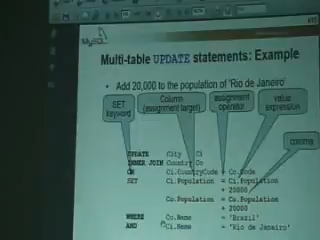 MySQL
Multi-table UPDATE statements: Example
• Add 20,000 to the population of 'Rio de Janeiro'
SET keyword
Column (assignment target)
assignment operator
value expression
comma
UPDATE City Ci
INNER JOIN Country Co
ON Ci.CountryCode = Co.Code
SET Ci.Population = Ci.Population
+ 20000
Co.Population = Co.Population
+ 20000
WHERE Co.Name = 'Brazil'
AND Ci.Name = 'Rio de Janeiro'